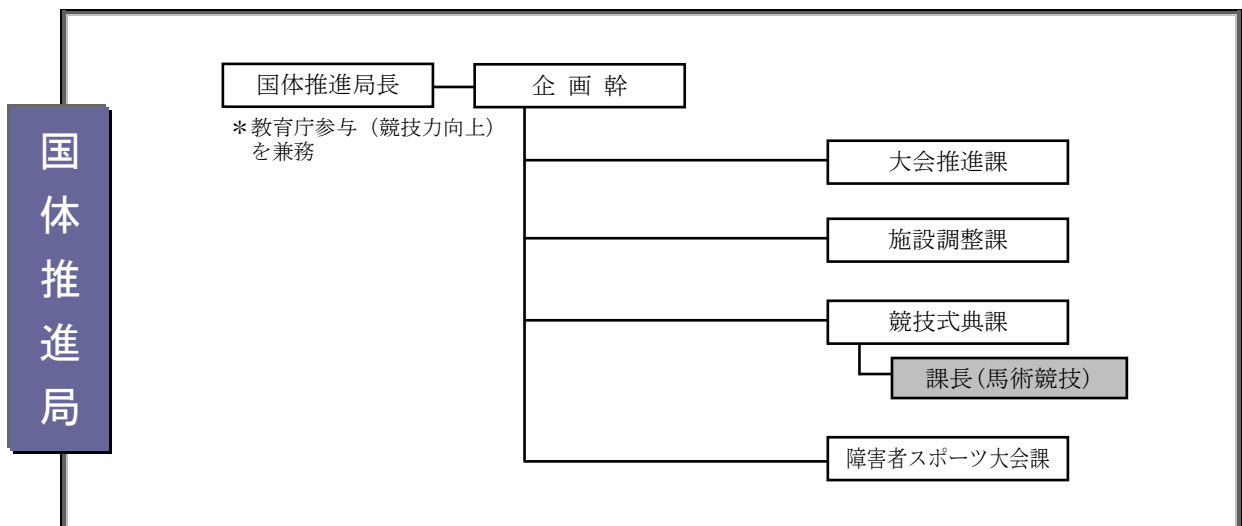 国体推進局
国体推進局長
企 画 幹
＊教育庁参与（競技力向上）
を兼務
大会推進課
施設調整課
競技式典課
課長（馬術競技）
障害者スポーツ大会課